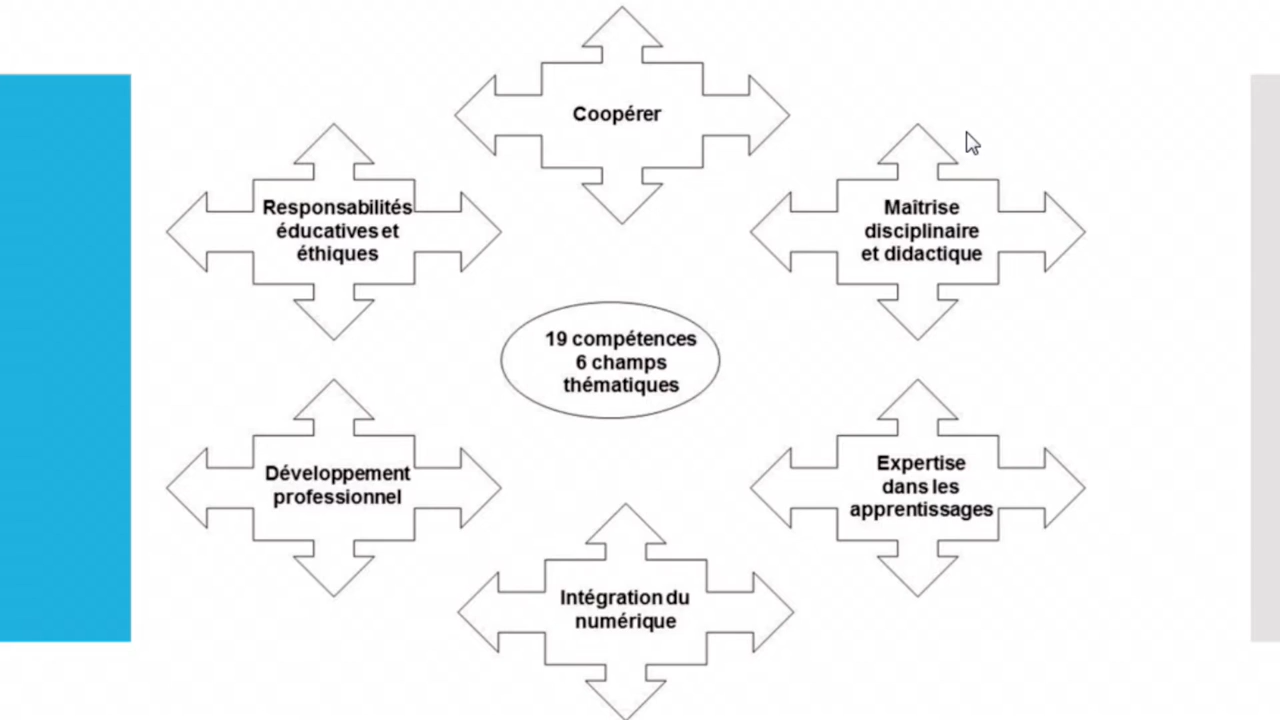 Coopérer
Responsabilités
éducatives et
éthiques
Maîtrise
disciplinaire
et didactique
19 compétences
6 champs
thématiques
Développement
professionnel
Expertise
dans les
apprentissages
Intégration du
numérique